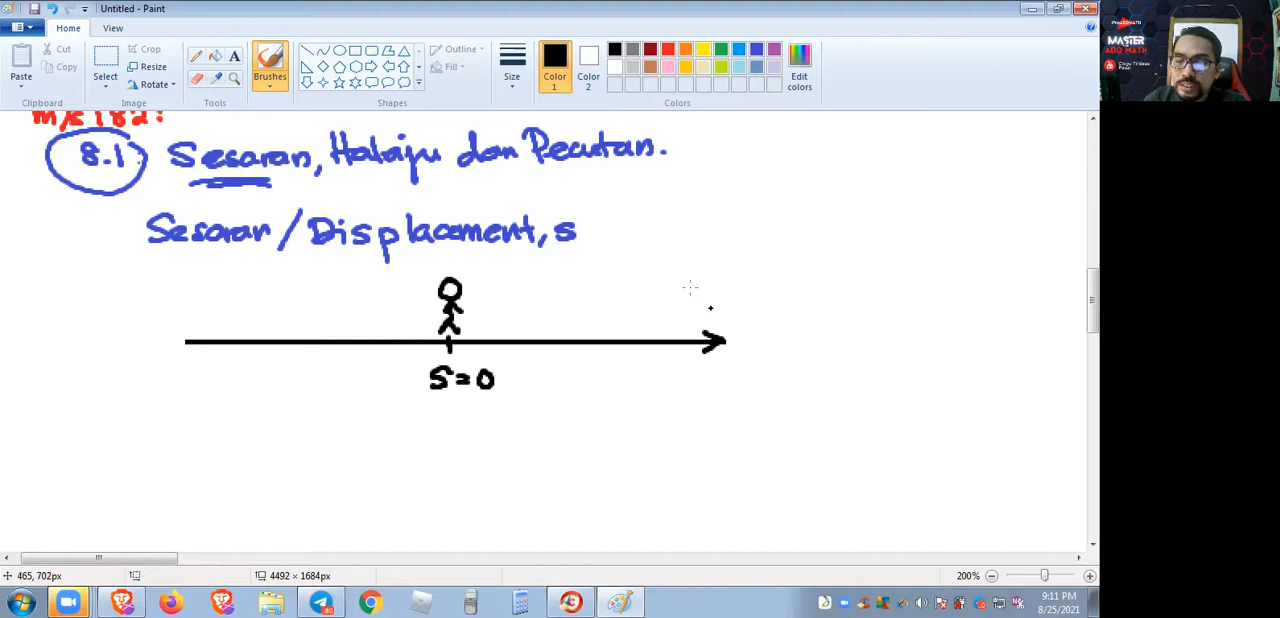 Untitled - Paint
Home View
Paste
Cut
Copy
Clipboard
Select
Crop
Resize
Rotate
Image
Tools
Brushes
Shapes
Outline
Fill
Size
Color 1
Color 2
Edit colors
Colors
MASTER
ADD MATH
m/s 182:
8.1 Sesaran, Halaju dan Pecutan.
Sesaran/Displacement, s
S=0
465, 702px
4492 × 1684px
200%
80
9:11 PM
8/25/2021